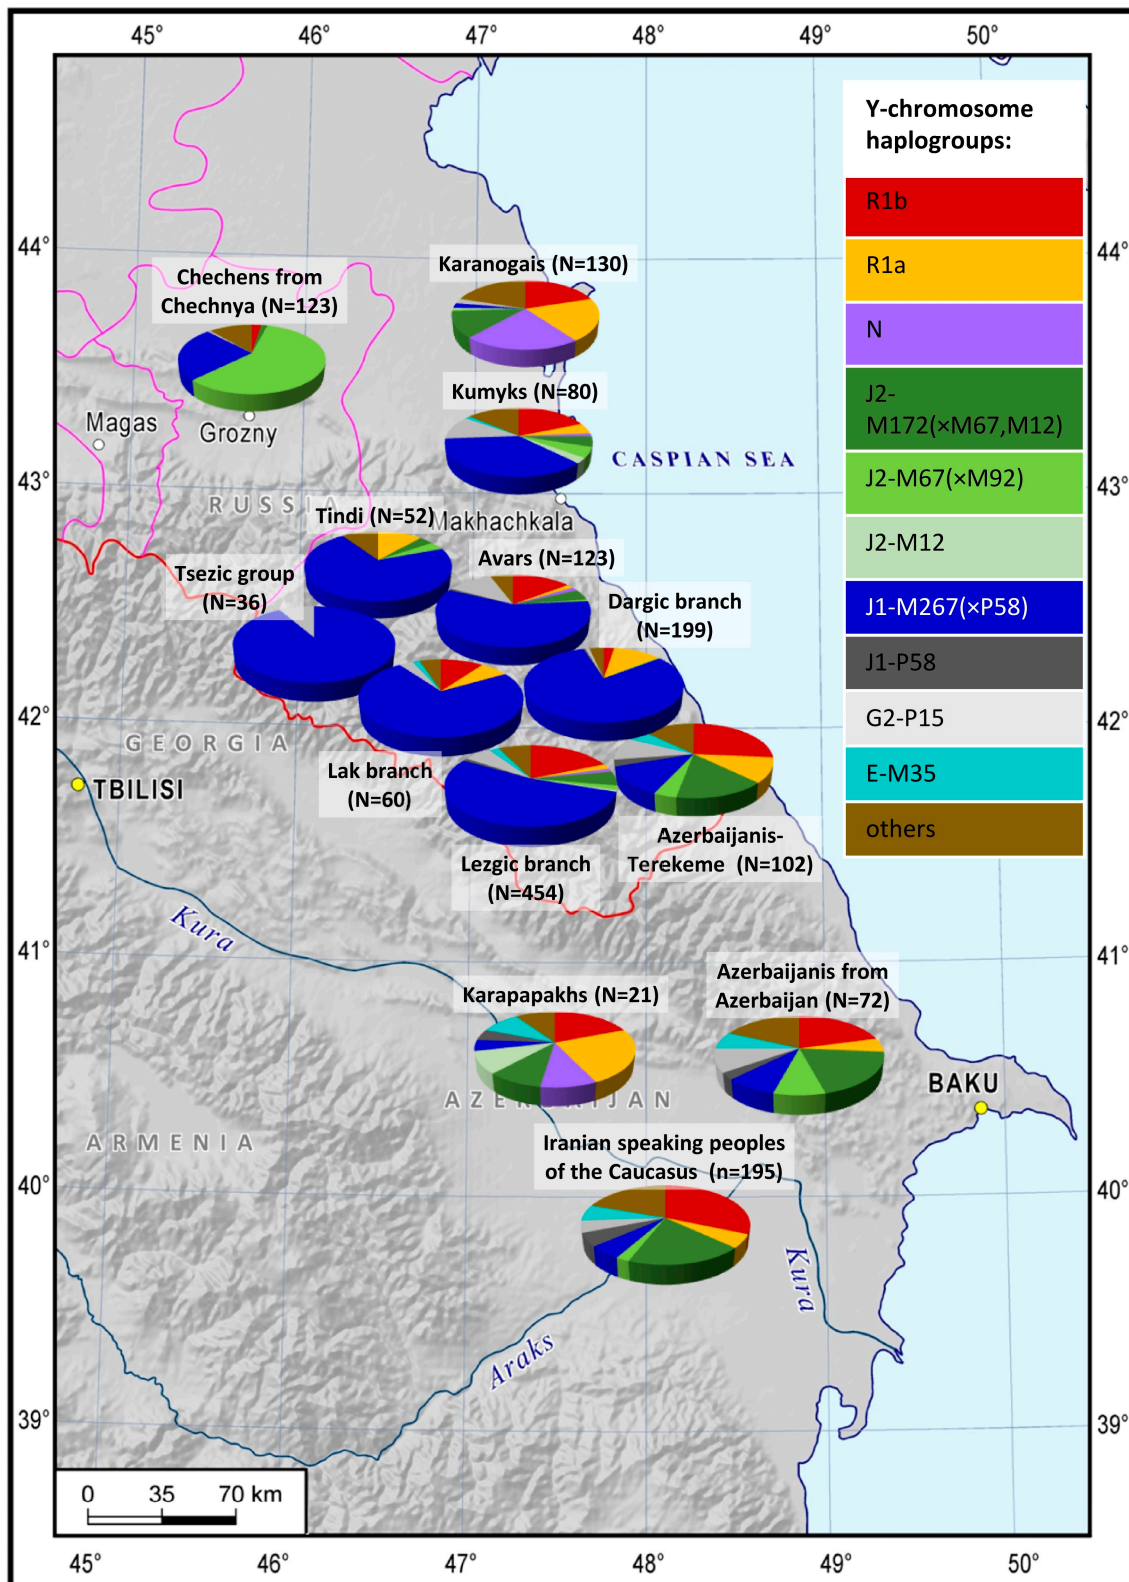 45° 46° 47° 48° 49° 50°
Y-chromosome
haplogroups:
R1b
R1a
N
J2-
M172(×M67,M12)
J2-M67(×M92)
J2-M12
J1-M267(×P58)
J1-P58
G2-P15
E-M35
others
44° 44°
Chechens from
Chechnya (N=123)
Karanogais (N=130)
Kumyks (N=80)
Magas
Grozny
CASPIAN SEA
43° 43°
RUSSIA
Makhachkala
Tindi (N=52)
Avars (N=123)
Tsezic group
(N=36)
Dargic branch
(N=199)
42° 42°
GEORGIA
TBILISI
Lak branch
(N=60)
Lezgic branch
(N=454)
Azerbaijanis-
Terekeme (N=102)
Kura
41° 41°
Karapapakhs (N=21)
Azerbaijanis from
Azerbaijan (N=72)
BAKU
AZERBAIJAN
ARMENIA
Iranian speaking peoples
of the Caucasus (n=195)
40° 40°
Kura
Araks
39° 39°
0 35 70 km
45° 46° 47° 48° 49° 50°